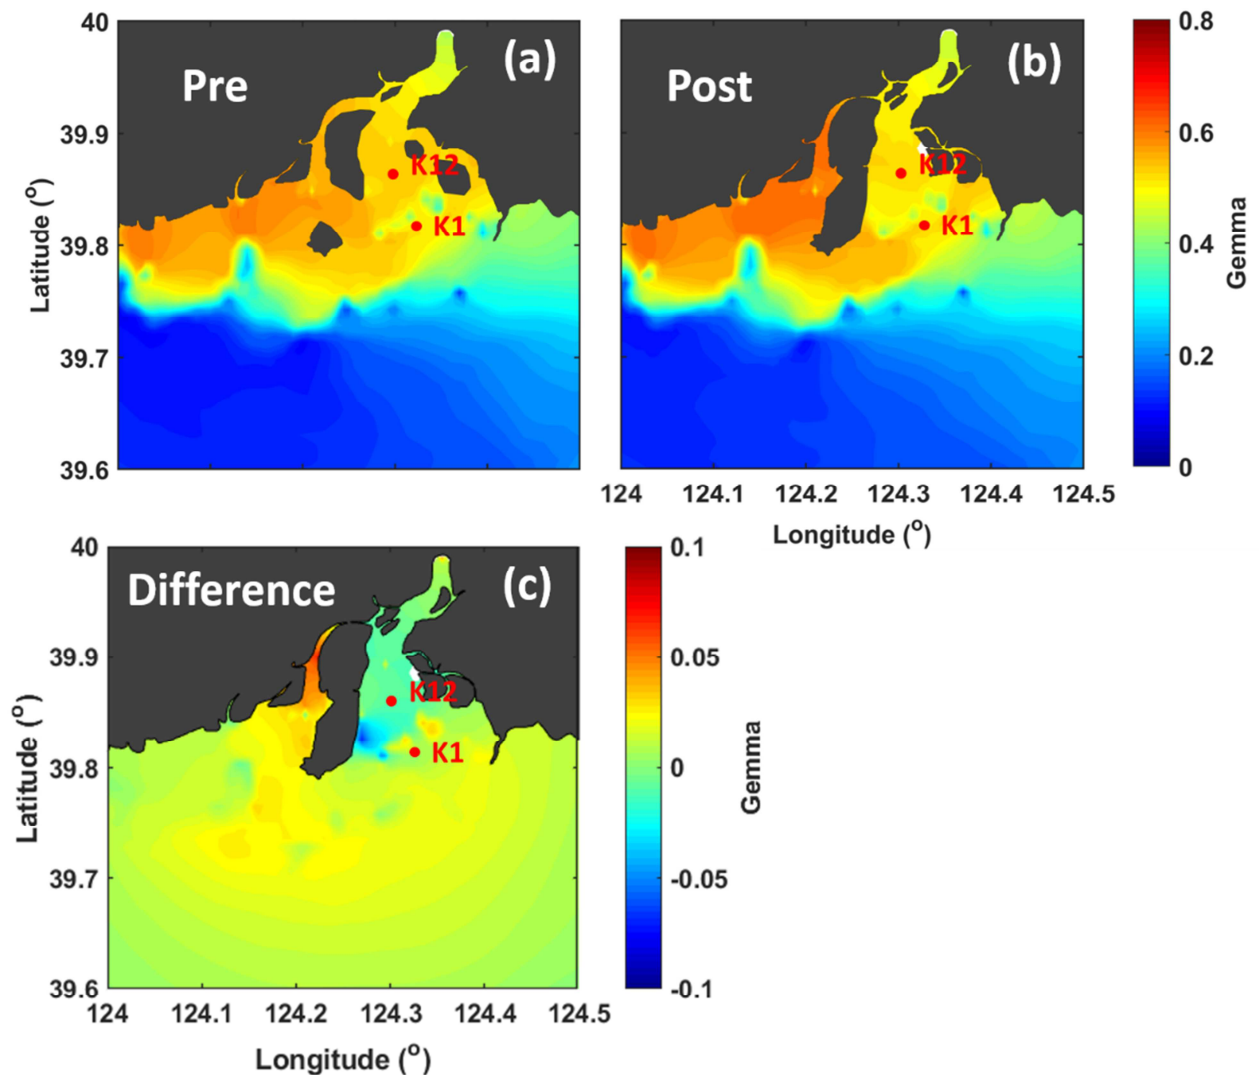 40
39.9
39.8
39.7
39.6
Latitude (o)
Pre
(a)
K12
K1
Post
(b)
K12
K1
124
124.1
124.2
124.3
124.4
124.5
Longitude (o)
0.8
0.6
0.4
0.2
0
Gemma
40
39.9
39.8
39.7
39.6
Latitude (o)
Difference
(c)
K12
K1
124
124.1
124.2
124.3
124.4
124.5
Longitude (o)
0.1
0.05
0
-0.05
-0.1
Gemma